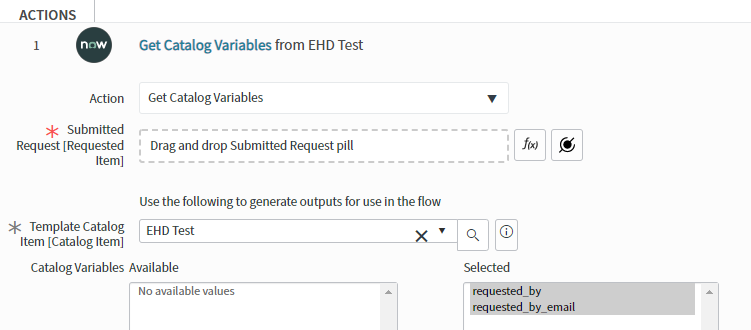 ACTIONS
1 now Get Catalog Variables from EHD Test
Action Get Catalog Variables
* Submitted
Request [Requested Drag and drop Submitted Request pill f(x)
Item]
Use the following to generate outputs for use in the flow
* Template Catalog
EHD Test
Item [Catalog Item]
Catalog Variables Available Selected
No available values requested_by
requested_by_email